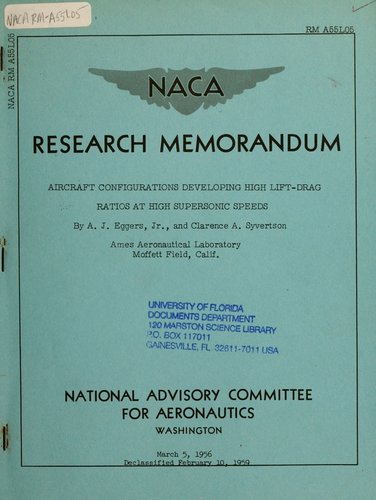 NACA RM-A55L05
RM A55L05
NACA RM A55L05
NACA
RESEARCH MEMORANDUM
AIRCRAFT CONFIGURATIONS DEVELOPING HIGH LIFT-DRAG
RATIOS AT HIGH SUPERSONIC SPEEDS
By A. J. Eggers, Jr., and Clarence A. Syvertson
Ames Aeronautical Laboratory
Moffett Field, Calif.
UNIVERSITY OF FLORIDA
DOCUMENTS DEPARTMENT
120 MARSTON SCIENCE LIBRARY
P.O. BOX 117011
GAINESVILLE, FL 32611-7011 USA
NATIONAL ADVISORY COMMITTEE
FOR AERONAUTICS
WASHINGTON
March 5, 1956
Declassified February 10, 1959